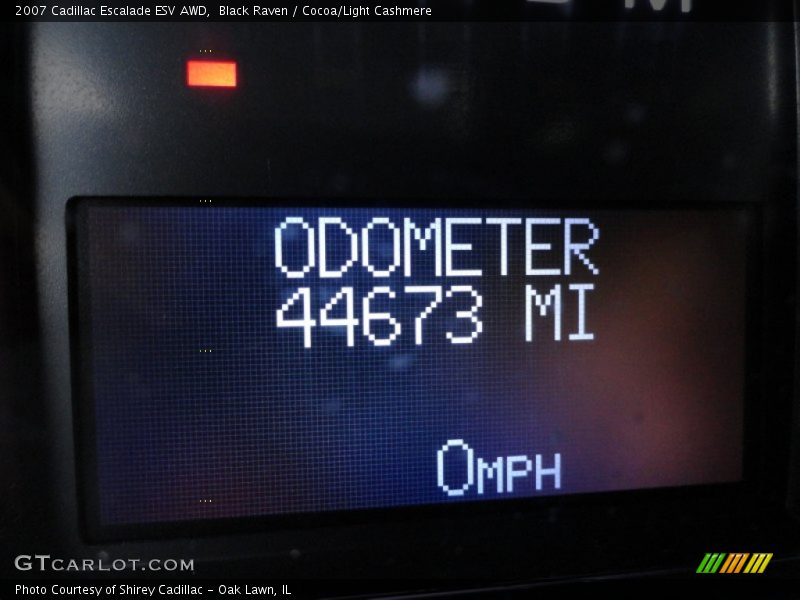 2007 Cadillac Escalade ESV AWD,  Black Raven / Cocoa/Light Cashmere
ODOMETER
44673 MI
0MPH
GTCARLOT.COM
Photo Courtesy of Shirey Cadillac – Oak Lawn, IL